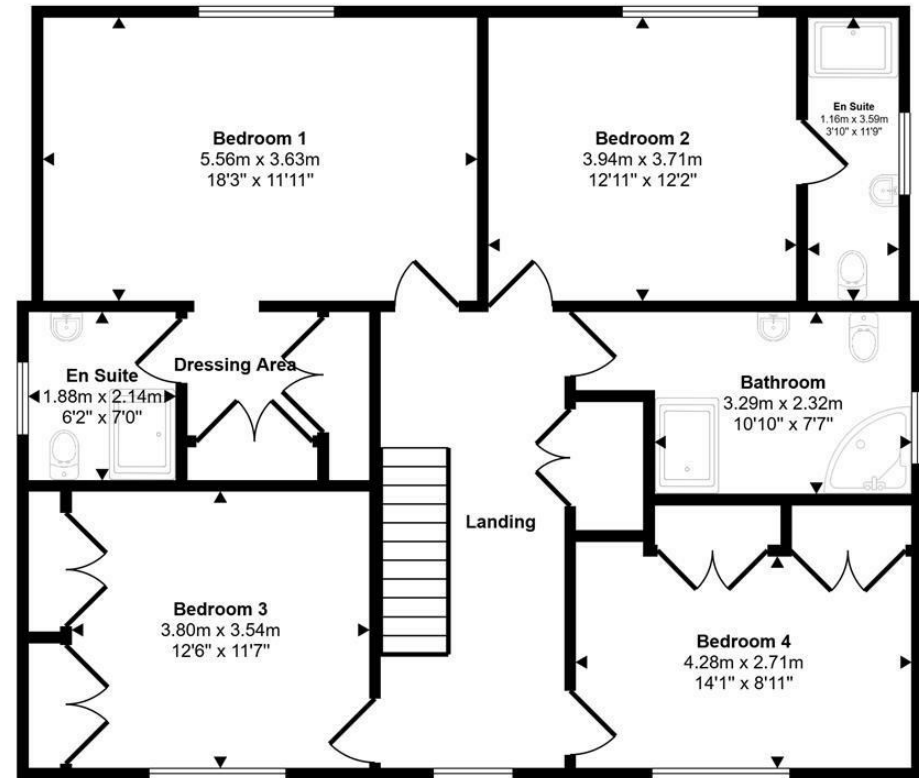 Bedroom 1
5.56m x 3.63m
18'3" x 11'11"
Bedroom 2
3.94m x 3.71m
12'11" x 12'2"
En Suite
1.16m x 3.59m
3'10" x 11'9"
En Suite
1.88m x 2.14m
6'2" x 7'0"
Dressing Area
Bathroom
3.29m x 2.32m
10'10" x 7'7"
Landing
Bedroom 3
3.80m x 3.54m
12'6" x 11'7"
Bedroom 4
4.28m x 2.71m
14'1" x 8'11"